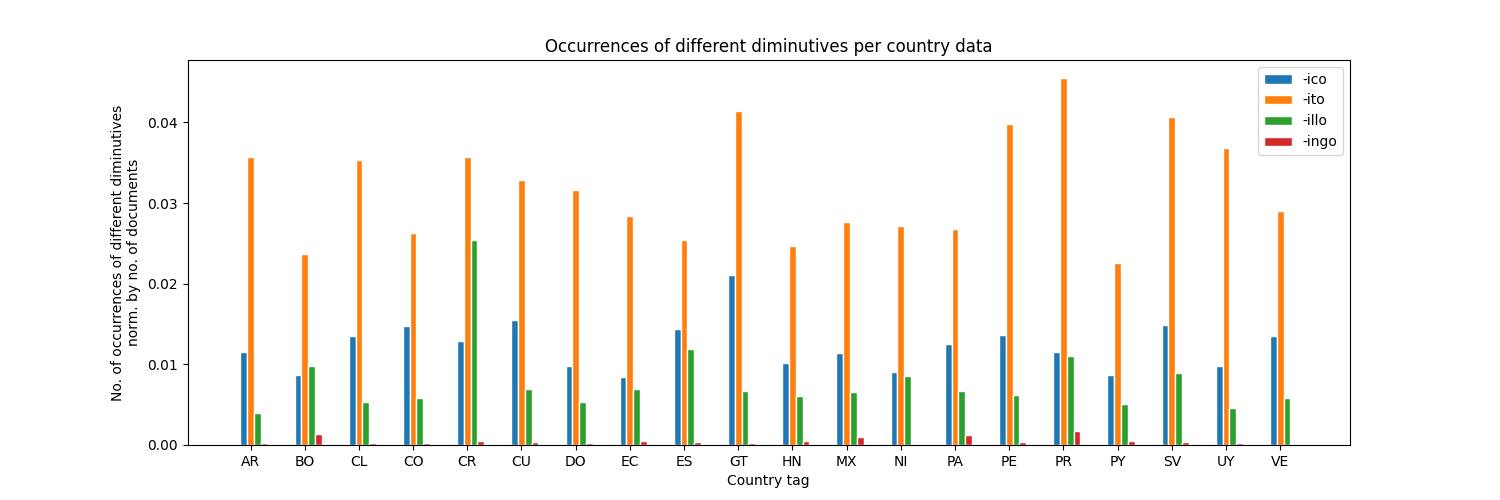 Occurrences of different diminutives per country data
No. of occurrences of different diminutives
norm. by no. of documents
0.04
0.03
0.02
0.01
0.00
-ico
-ito
-illo
-ingo
AR BO CL CO CR CU DO EC ES GT HN MX NI PA PE PR PY SV UY VE
Country tag